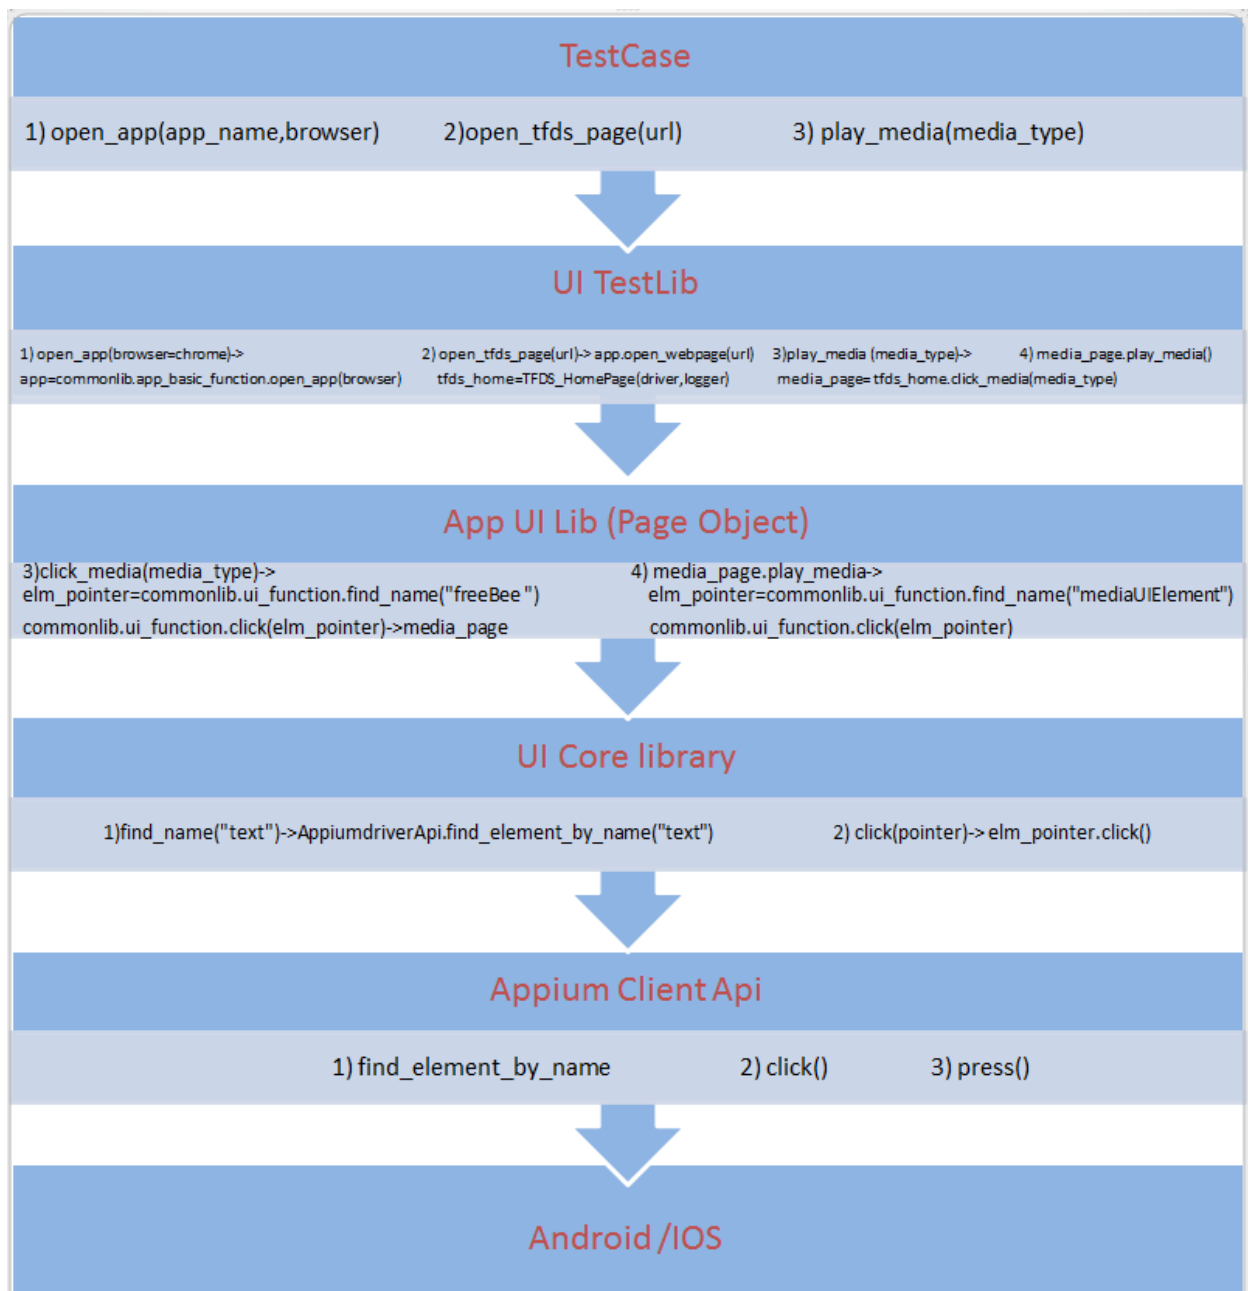 TestCase
1) open_app(app_name,browser) 2)open_tfds_page(url) 3) play_media(media_type)
UI TestLib
1) open_app(browser=chrome)-> 2) open_tfds_page(url)-> app.open_webpage(url) 3)play_media (media_type)-> 4) media_page.play_media()
app=commonlib.app_basic_function.open_app(browser) tfds_home=TFDS_HomePage(driver,logger) media_page= tfds_home.click_media(media_type)
App UI Lib (Page Object)
3)click_media(media_type)-> 4) media_page.play_media->
elm_pointer=commonlib.ui_function.find_name("freeBee ") elm_pointer=commonlib.ui_function.find_name("mediaUIElement")
commonlib.ui_function.click(elm_pointer)->media_page commonlib.ui_function.click(elm_pointer)
UI Core library
1)find_name("text")->AppiumdriverApi.find_element_by_name("text") 2) click(pointer)-> elm_pointer.click()
Appium Client Api
1) find_element_by_name 2) click() 3) press()
Android /IOS